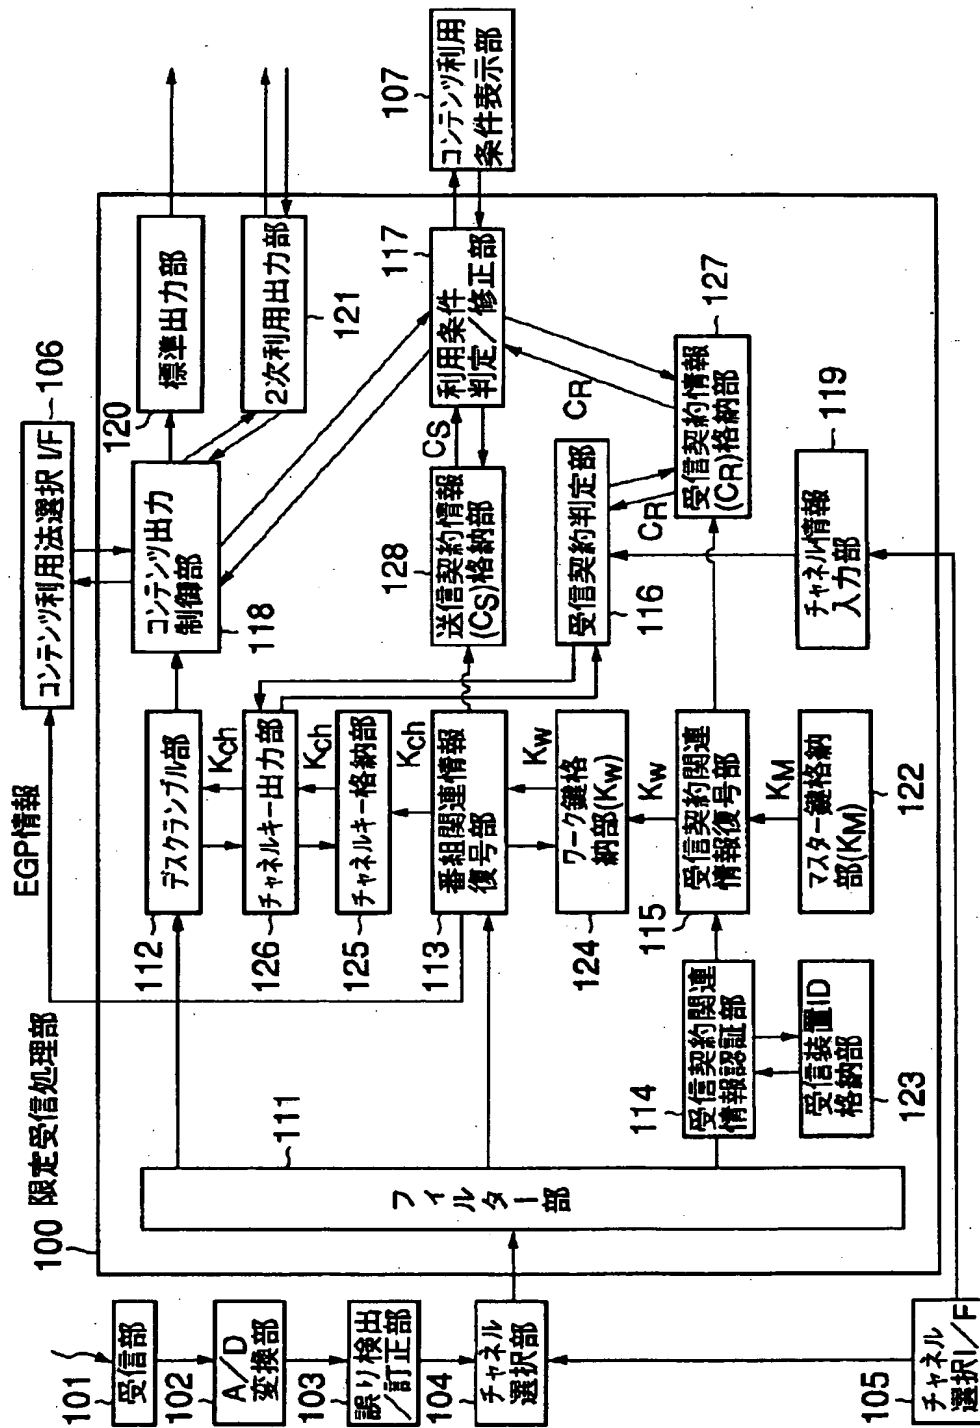 100 限定受信処理部
EGP情報
101
受信部
102
A/D
変換部
103
誤り検出
/訂正部
104
チャネル
選択部
105
チャネル
選択I/F
コンテンツ利用法選択 I/F
106
111
フィルター部
112
デスクランブル部
Kch
126
チャネルキー出力部
Kch
125
チャネルキー格納部
Kch
113
番組関連情報
復号部
Kw
124
ワーク鍵格
納部(Kw)
Kw
115
受信契約関連
情報復号部
KM
マスター鍵格納
部(KM)
122
114
受信契約関連
情報認証部
受信装置ID
格納部
123
コンテンツ出力
制御部
118
120
標準出力部
2次利用出力部
121
128
送信契約情報
(CS)格納部
CS
117
利用条件
判定/修正部
107
コンテンツ利用
条件表示部
受信契約判定部
116
CR
CR
受信契約情報
(CR)格納部
127
チャネル情報
入力部
119